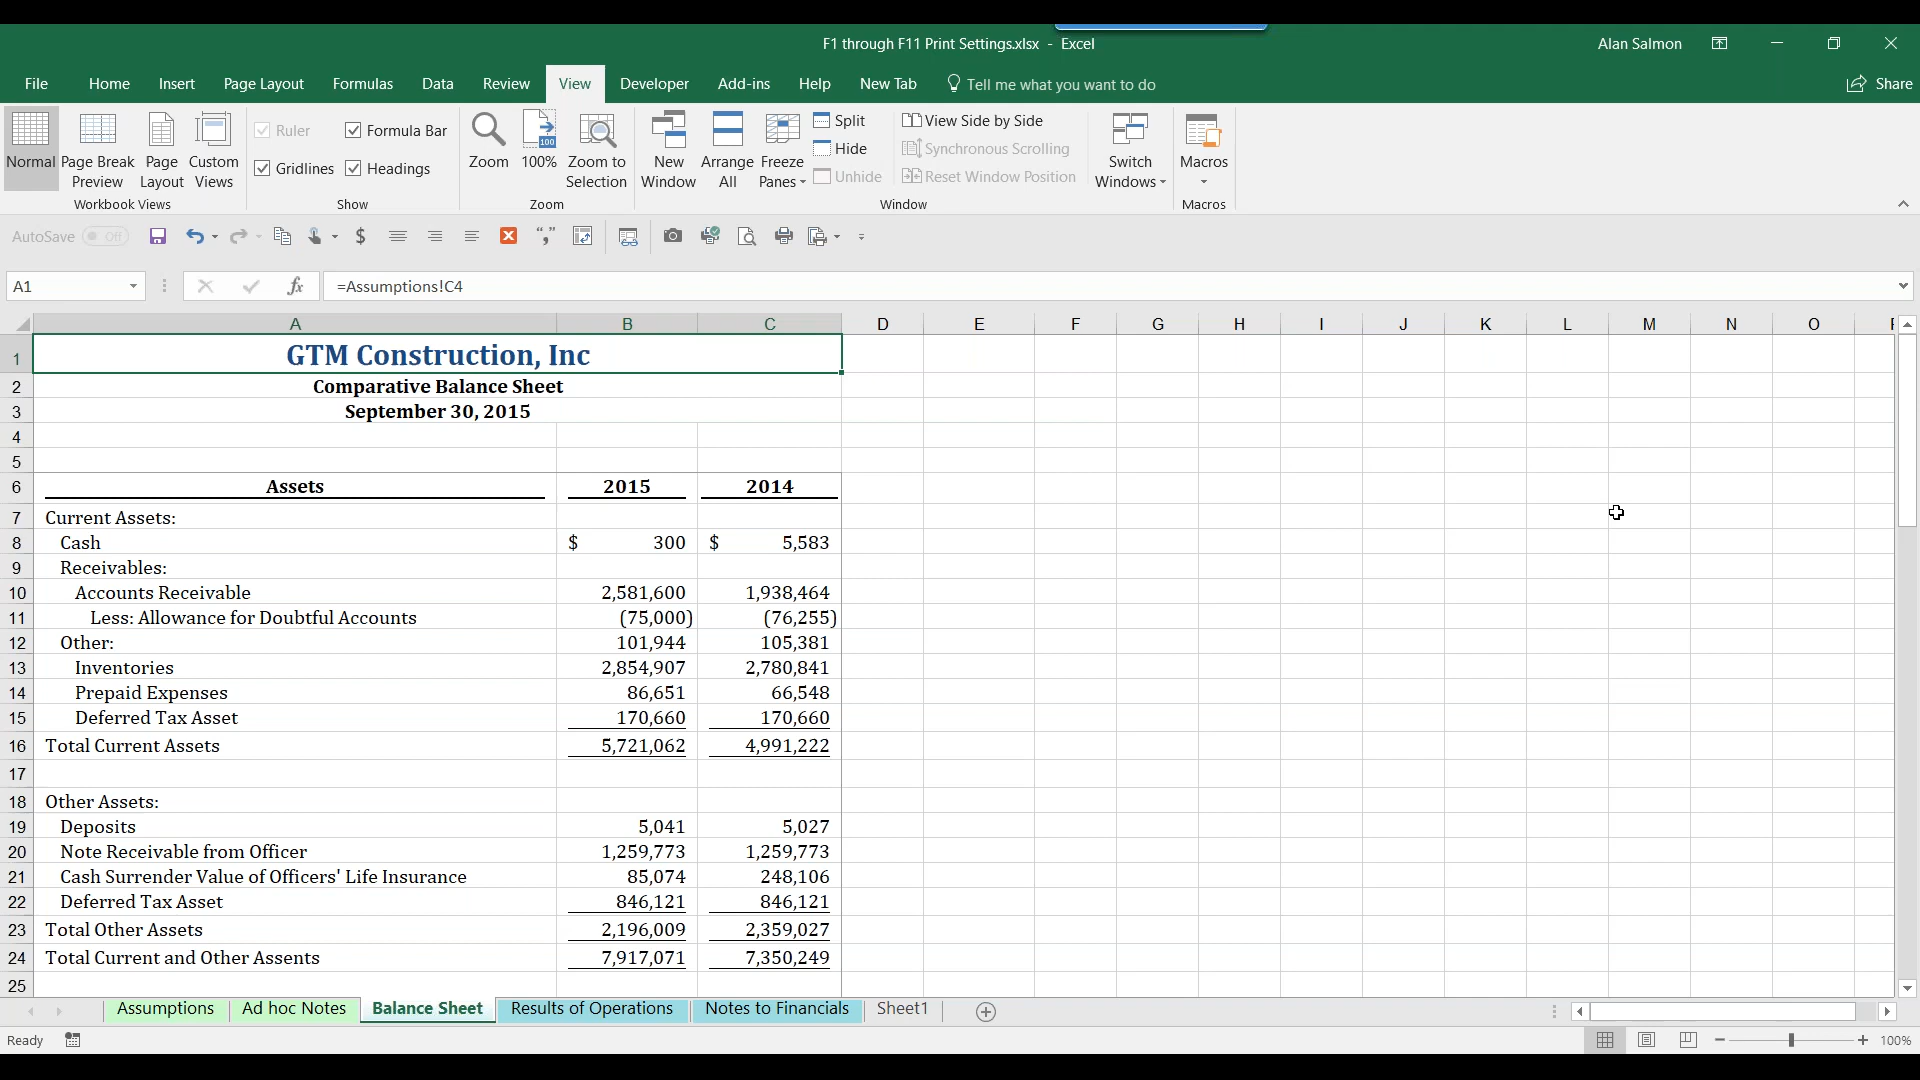 F1 through F11 Print Settings.xlsx - Excel
Alan Salmon
File Home Insert Page Layout Formulas Data Review View Developer Add-ins Help New Tab Tell me what you want to do Share
Normal
Page Break Preview
Page Layout
Custom Views
Workbook Views
Ruler
Formula Bar
Gridlines
Headings
Show
Zoom
100
100%
Zoom to Selection
Zoom
New Window
Arrange All
Freeze Panes
Split
Hide
Unhide
View Side by Side
Synchronous Scrolling
Reset Window Position
Window
Switch Windows
Macros
Macros
AutoSave Off $ “,”
A1 fx =Assumptions!C4
A B C D E F G H I J K L M N O
1 GTM Construction, Inc
2 Comparative Balance Sheet
3 September 30, 2015
4
5
6 Assets 2015 2014
7 Current Assets:
8 Cash $ 300 $ 5,583
9 Receivables:
10 Accounts Receivable 2,581,600 1,938,464
11 Less: Allowance for Doubtful Accounts (75,000) (76,255)
12 Other: 101,944 105,381
13 Inventories 2,854,907 2,780,841
14 Prepaid Expenses 86,651 66,548
15 Deferred Tax Asset 170,660 170,660
16 Total Current Assets 5,721,062 4,991,222
17
18 Other Assets:
19 Deposits 5,041 5,027
20 Note Receivable from Officer 1,259,773 1,259,773
21 Cash Surrender Value of Officers' Life Insurance 85,074 248,106
22 Deferred Tax Asset 846,121 846,121
23 Total Other Assets 2,196,009 2,359,027
24 Total Current and Other Assents 7,917,071 7,350,249
25
Assumptions Ad hoc Notes Balance Sheet Results of Operations Notes to Financials Sheet1
Ready 100%